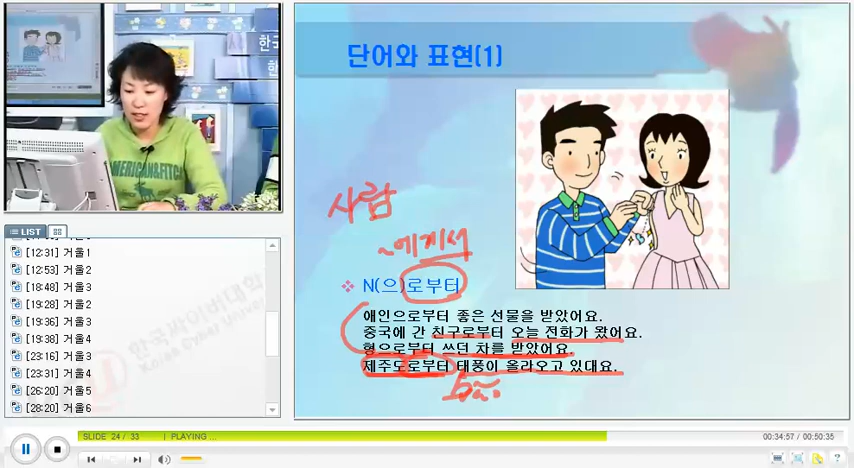 단어와 표현(1)
한국
한
AMERICAN&FITCH
사람
~에게서
❖ N(으)로부터
애인으로부터 좋은 선물을 받았어요.
중국에 간 친구로부터 오늘 전화가 왔어요.
형으로부터 쓰던 차를 받았어요.
제주도로부터 태풍이 올라오고 있대요.
LIST
[12:31] 거울1
[12:53] 거울2
[18:48] 거울3
[19:28] 거울2
[19:36] 거울3
[19:38] 거울4
[23:16] 거울3
[23:31] 거울4
[26:20] 거울5
[28:20] 거울6
SLIDE 24 / 33 | PLAYING ...
00:34:57 / 00:50:35